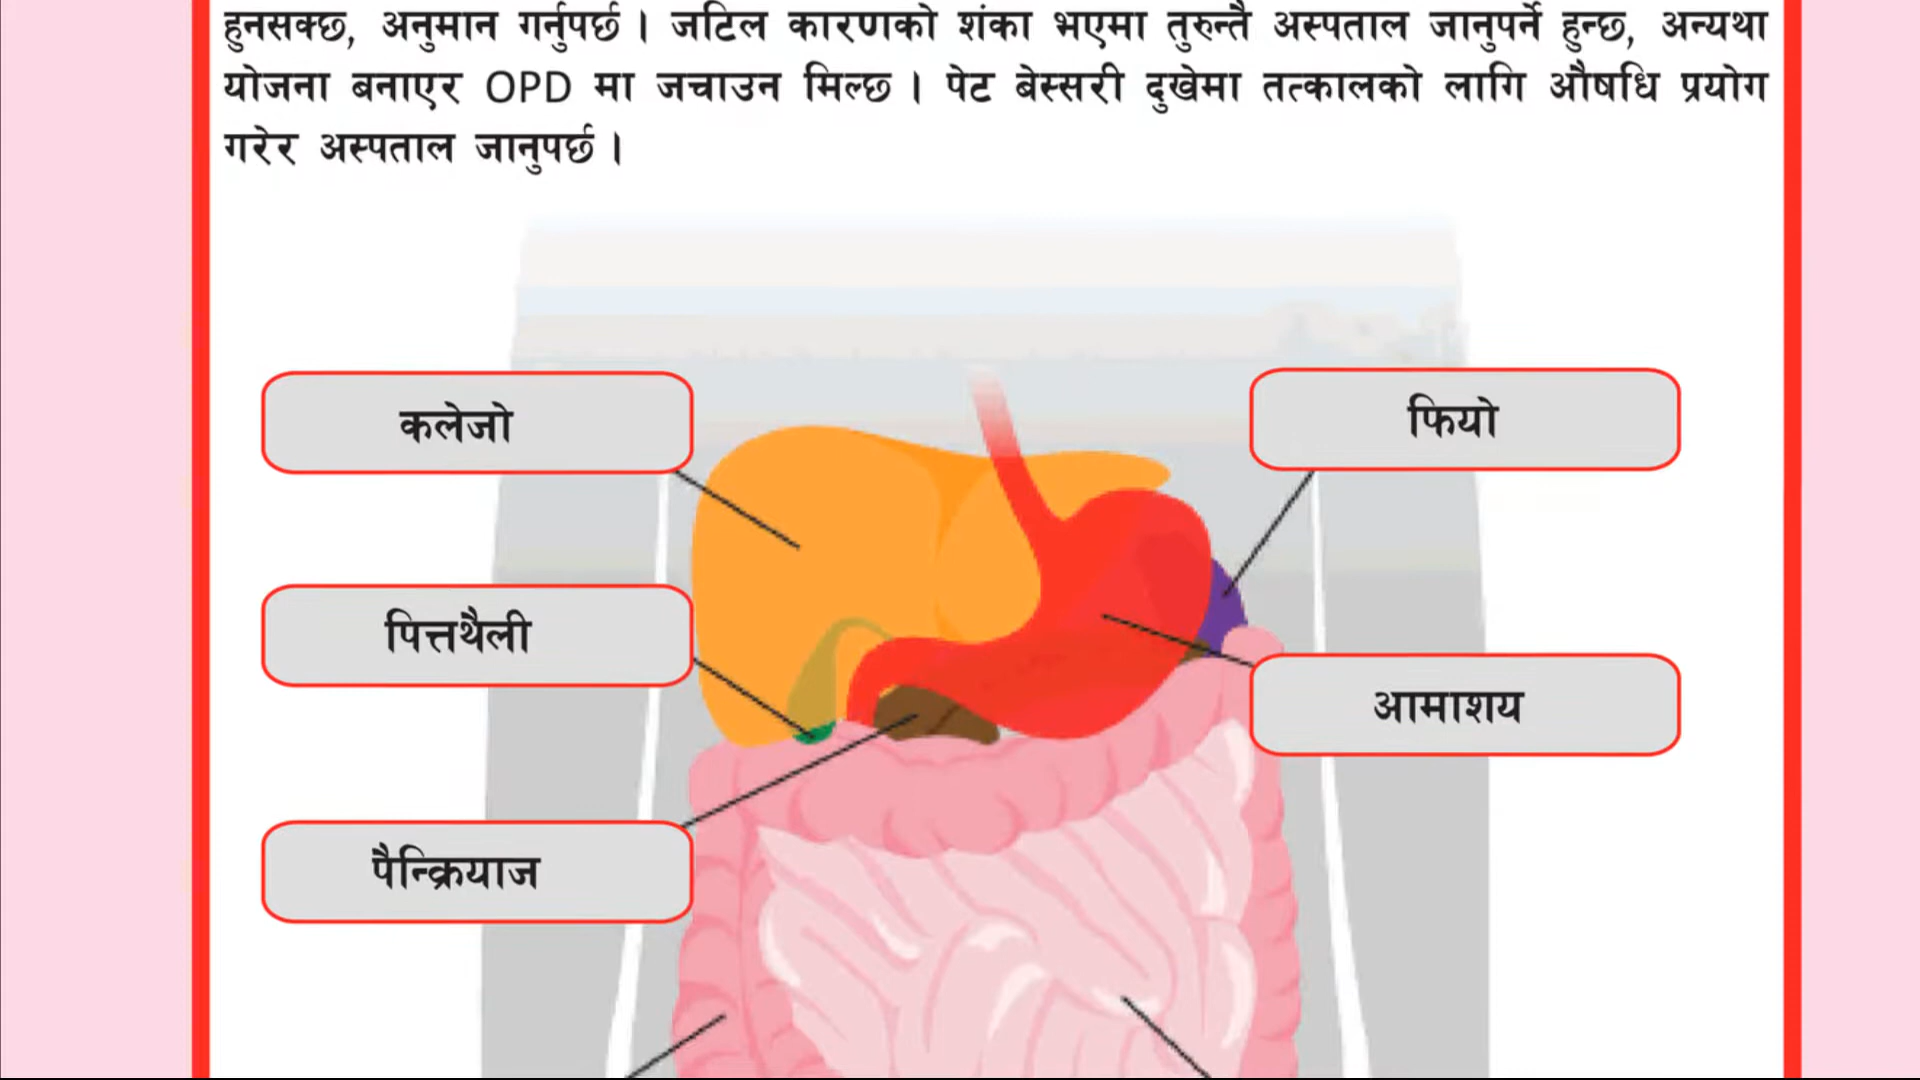 हुनसक्छ, अनुमान गर्नुपर्छ । जटिल कारणको शंका भएमा तुरुन्तै अस्पताल जानुपर्ने हुन्छ, अन्यथा
योजना बनाएर OPD मा जचाउन मिल्छ । पेट बेस्सरी दुखेमा तत्कालको लागि औषधि प्रयोग
गरेर अस्पताल जानुपर्छ ।
कलेजो
फियो
पित्तथैली
आमाशय
पैन्क्रियाज